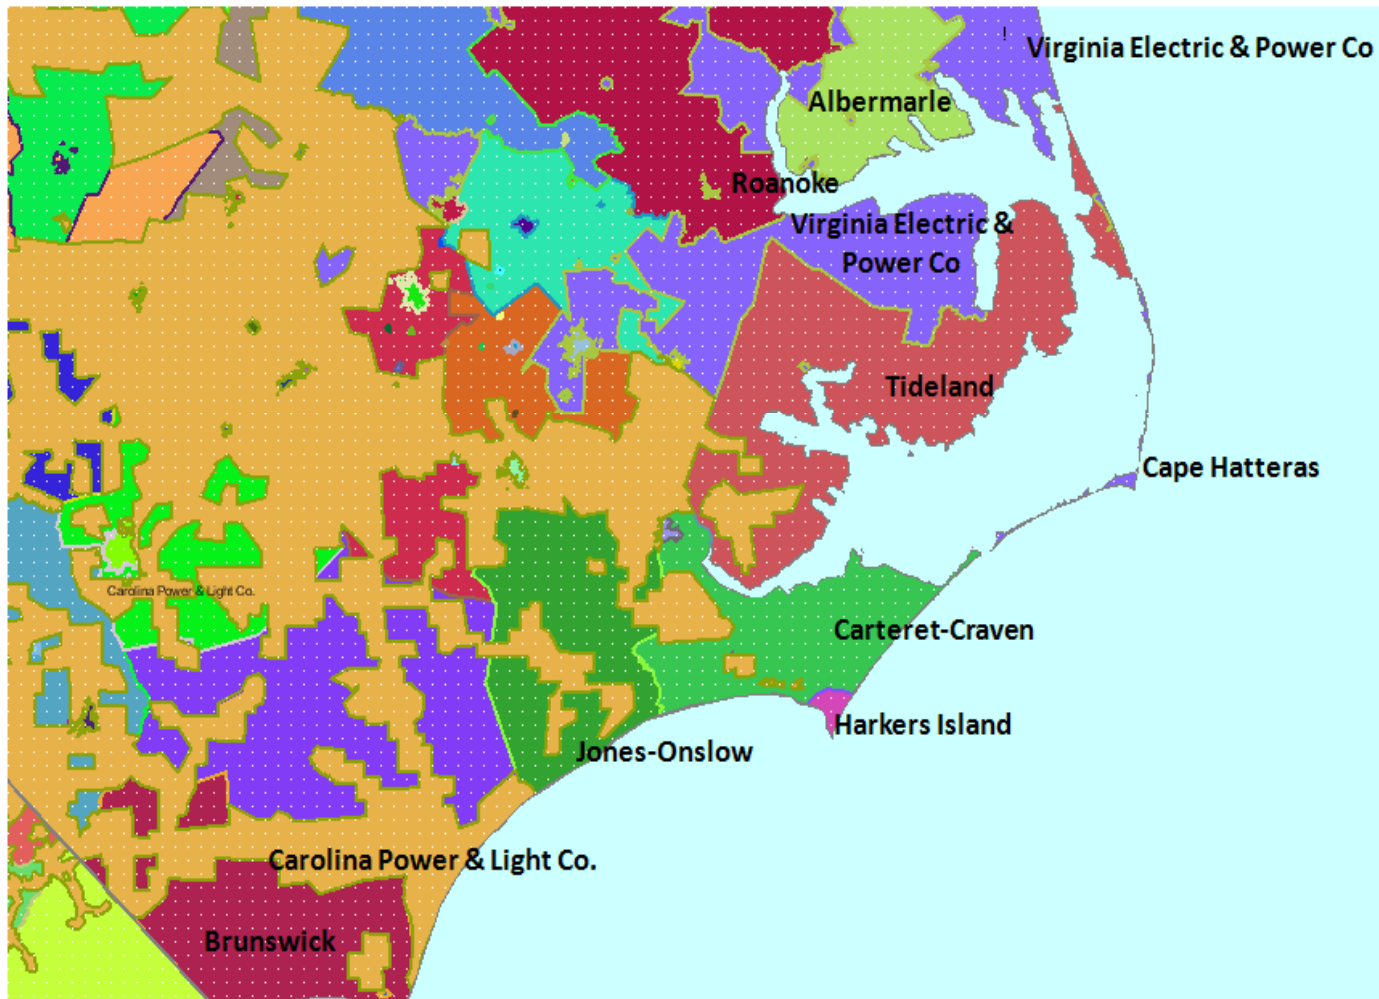 !
Virginia Electric & Power Co
Albermarle
Roanoke
Virginia Electric &
Power Co
Tideland
Cape Hatteras
Carolina Power & Light Co.
Carteret-Craven
Harkers Island
Jones-Onslow
Carolina Power & Light Co.
Brunswick